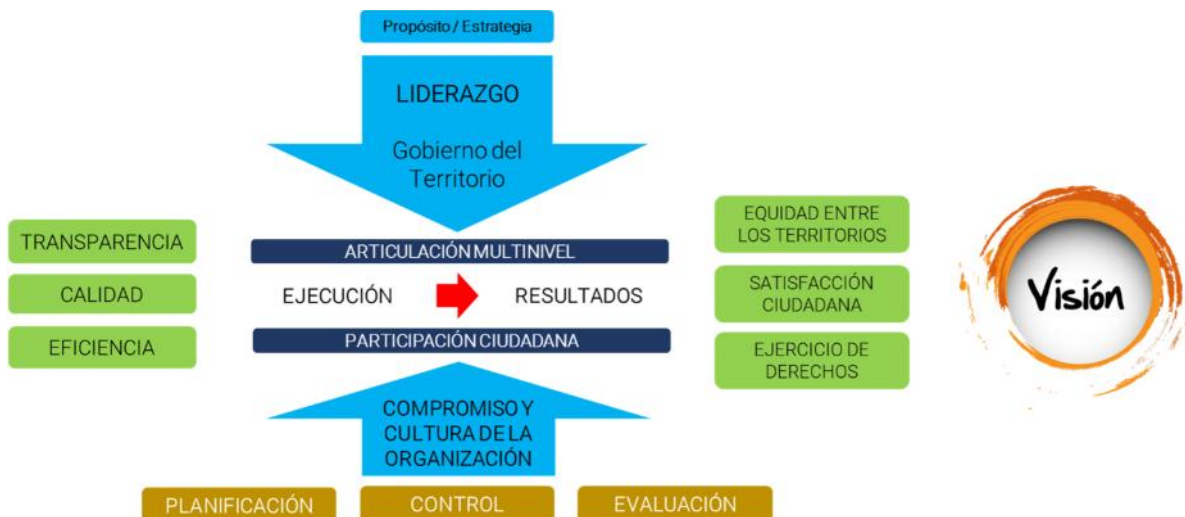 Propósito / Estrategia
LIDERAZGO
Gobierno del
Territorio
TRANSPARENCIA
CALIDAD
EFICIENCIA
ARTICULACIÓN MULTINIVEL
EJECUCIÓN
RESULTADOS
PARTICIPACIÓN CIUDADANA
EQUIDAD ENTRE
LOS TERRITORIOS
SATISFACCIÓN
CIUDADANA
EJERCICIO DE
DERECHOS
Visión
COMPROMISO Y
CULTURA DE LA
ORGANIZACIÓN
PLANIFICACIÓN
CONTROL
EVALUACIÓN